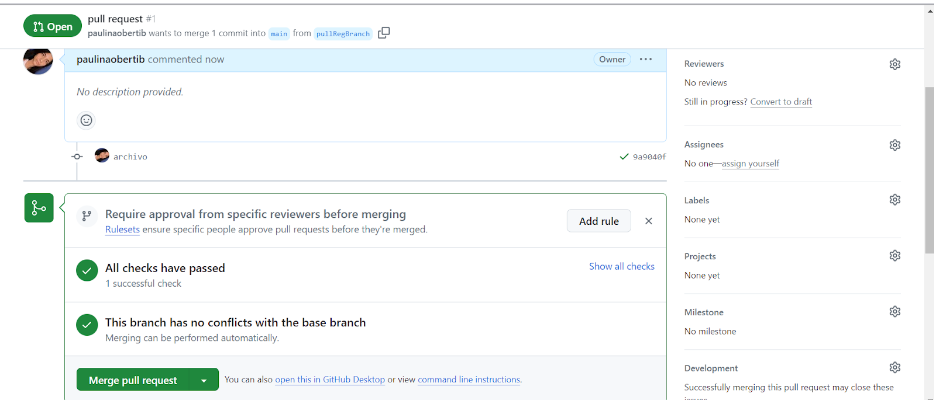 Open
pull request #1
paulinaobertib wants to merge 1 commit into main from pullRegBranch
paulinaobertib commented now
Owner
No description provided.
archivo
9a9040f
Require approval from specific reviewers before merging
Rulesets ensure specific people approve pull requests before they're merged.
Add rule
All checks have passed
1 successful check
Show all checks
This branch has no conflicts with the base branch
Merging can be performed automatically.
Merge pull request
You can also open this in GitHub Desktop or view command line instructions.
Reviewers
No reviews
Still in progress? Convert to draft
Assignees
No one—assign yourself
Labels
None yet
Projects
None yet
Milestone
No milestone
Development
Successfully merging this pull request may close these